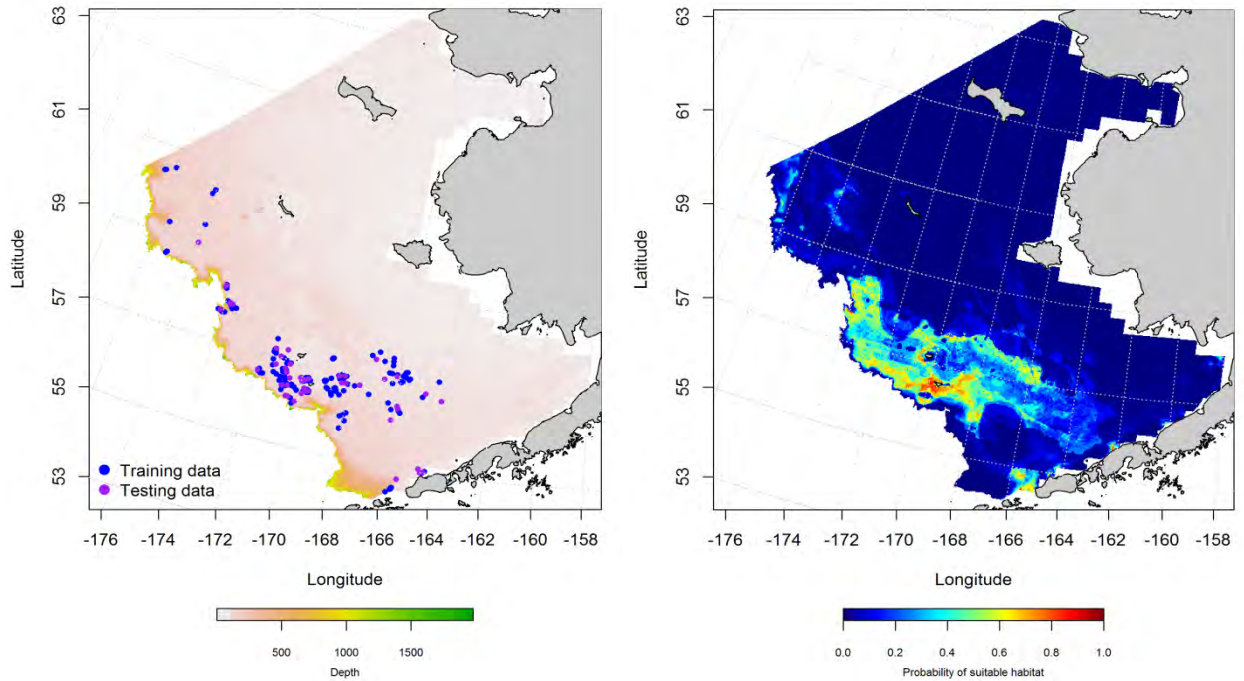 63
61
59
57
55
53
Latitude
Training data
Testing data
-176 -174 -172 -170 -168 -166 -164 -162 -160 -158
Longitude
500 1000 1500
Depth
63
61
59
57
55
53
Latitude
-176 -174 -172 -170 -168 -166 -164 -162 -160 -158
Longitude
0.0 0.2 0.4 0.6 0.8 1.0
Probability of suitable habitat